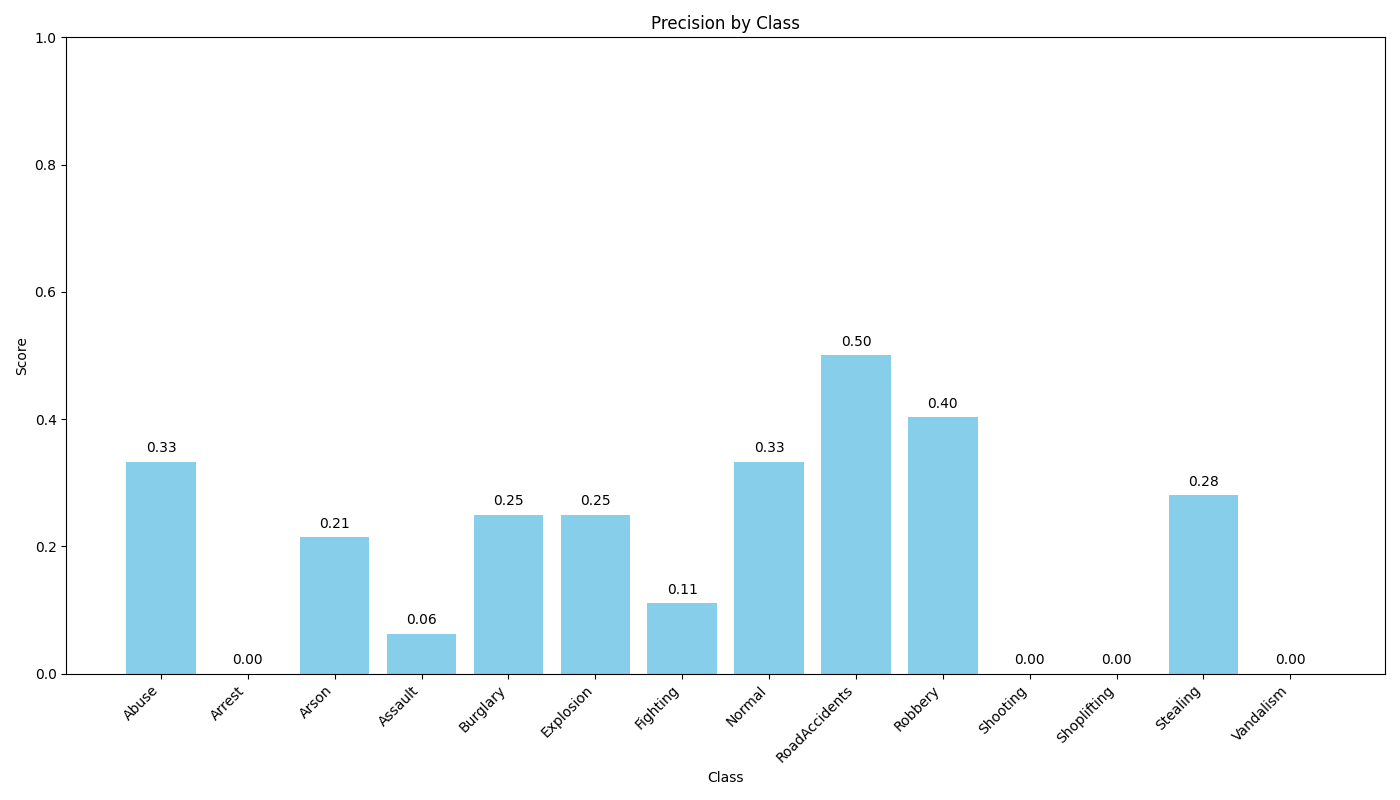 Precision by Class
1.0
0.8
0.6
0.4
0.2
0.0
Score
0.33
0.00
0.21
0.06
0.25
0.25
0.11
0.33
0.50
0.40
0.00
0.00
0.28
0.00
Abuse
Arrest
Arson
Assault
Burglary
Explosion
Fighting
Normal
RoadAccidents
Robbery
Shooting
Shoplifting
Stealing
Vandalism
Class